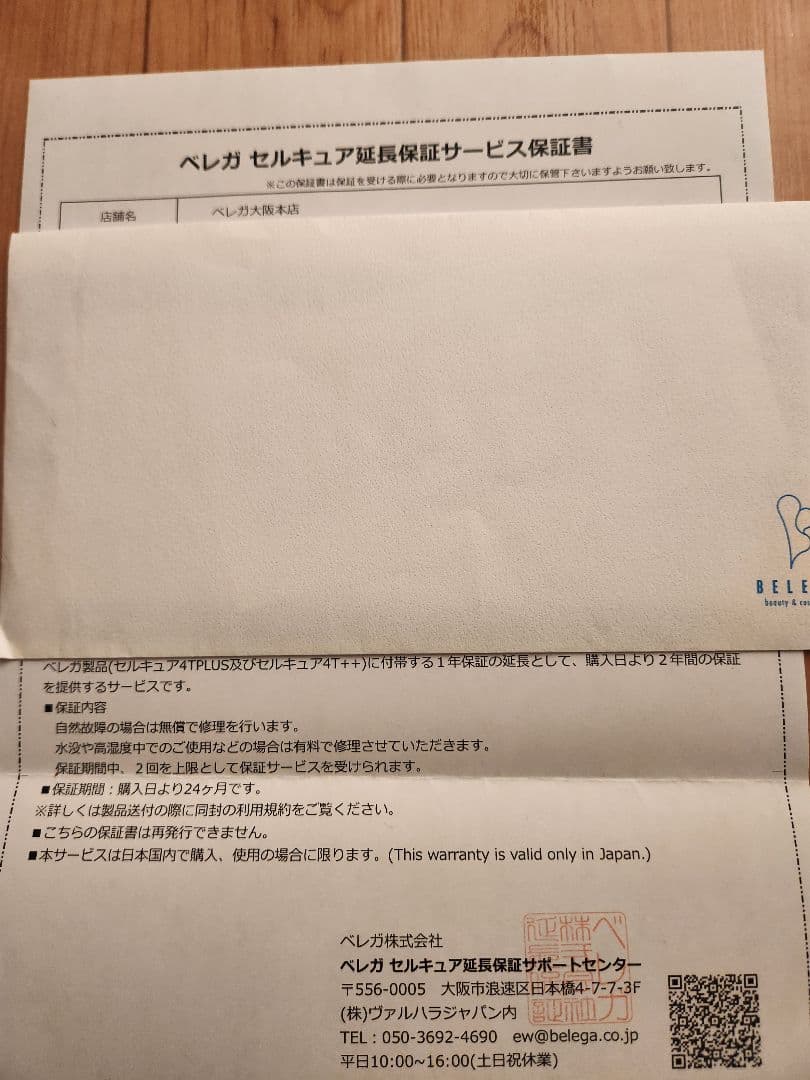 ベレガ セルキュア延長保証サービス保証書
※この保証書は保証を受ける際に必要となりますので大切に保管下さいますようお願い致します。
店舗名 ベレガ大阪本店
BELE
beauty & cos
ベレガ製品(セルキュア4TPLUS及びセルキュア4T++)に付帯する1年保証の延長として、購入日より2年間の保証
を提供するサービスです。
■保証内容
自然故障の場合は無償で修理を行います。
水没や高湿度中でのご使用などの場合は有料で修理させていただきます。
保証期間中、2回を上限として保証サービスを受けられます。
■保証期間：購入日より24ヶ月です。
※詳しくは製品送付の際に同封の利用規約をご覧ください。
■こちらの保証書は再発行できません。
■本サービスは日本国内で購入、使用の場合に限ります。(This warranty is valid only in Japan.)
ベレガ株式会社
ベレガ セルキュア延長保証サポートセンター
〒556-0005 大阪市浪速区日本橋4-7-7-3F
(株)ヴァルハラジャパン内
TEL：050-3692-4690 ew@belega.co.jp
平日10:00~16:00(土日祝休業)